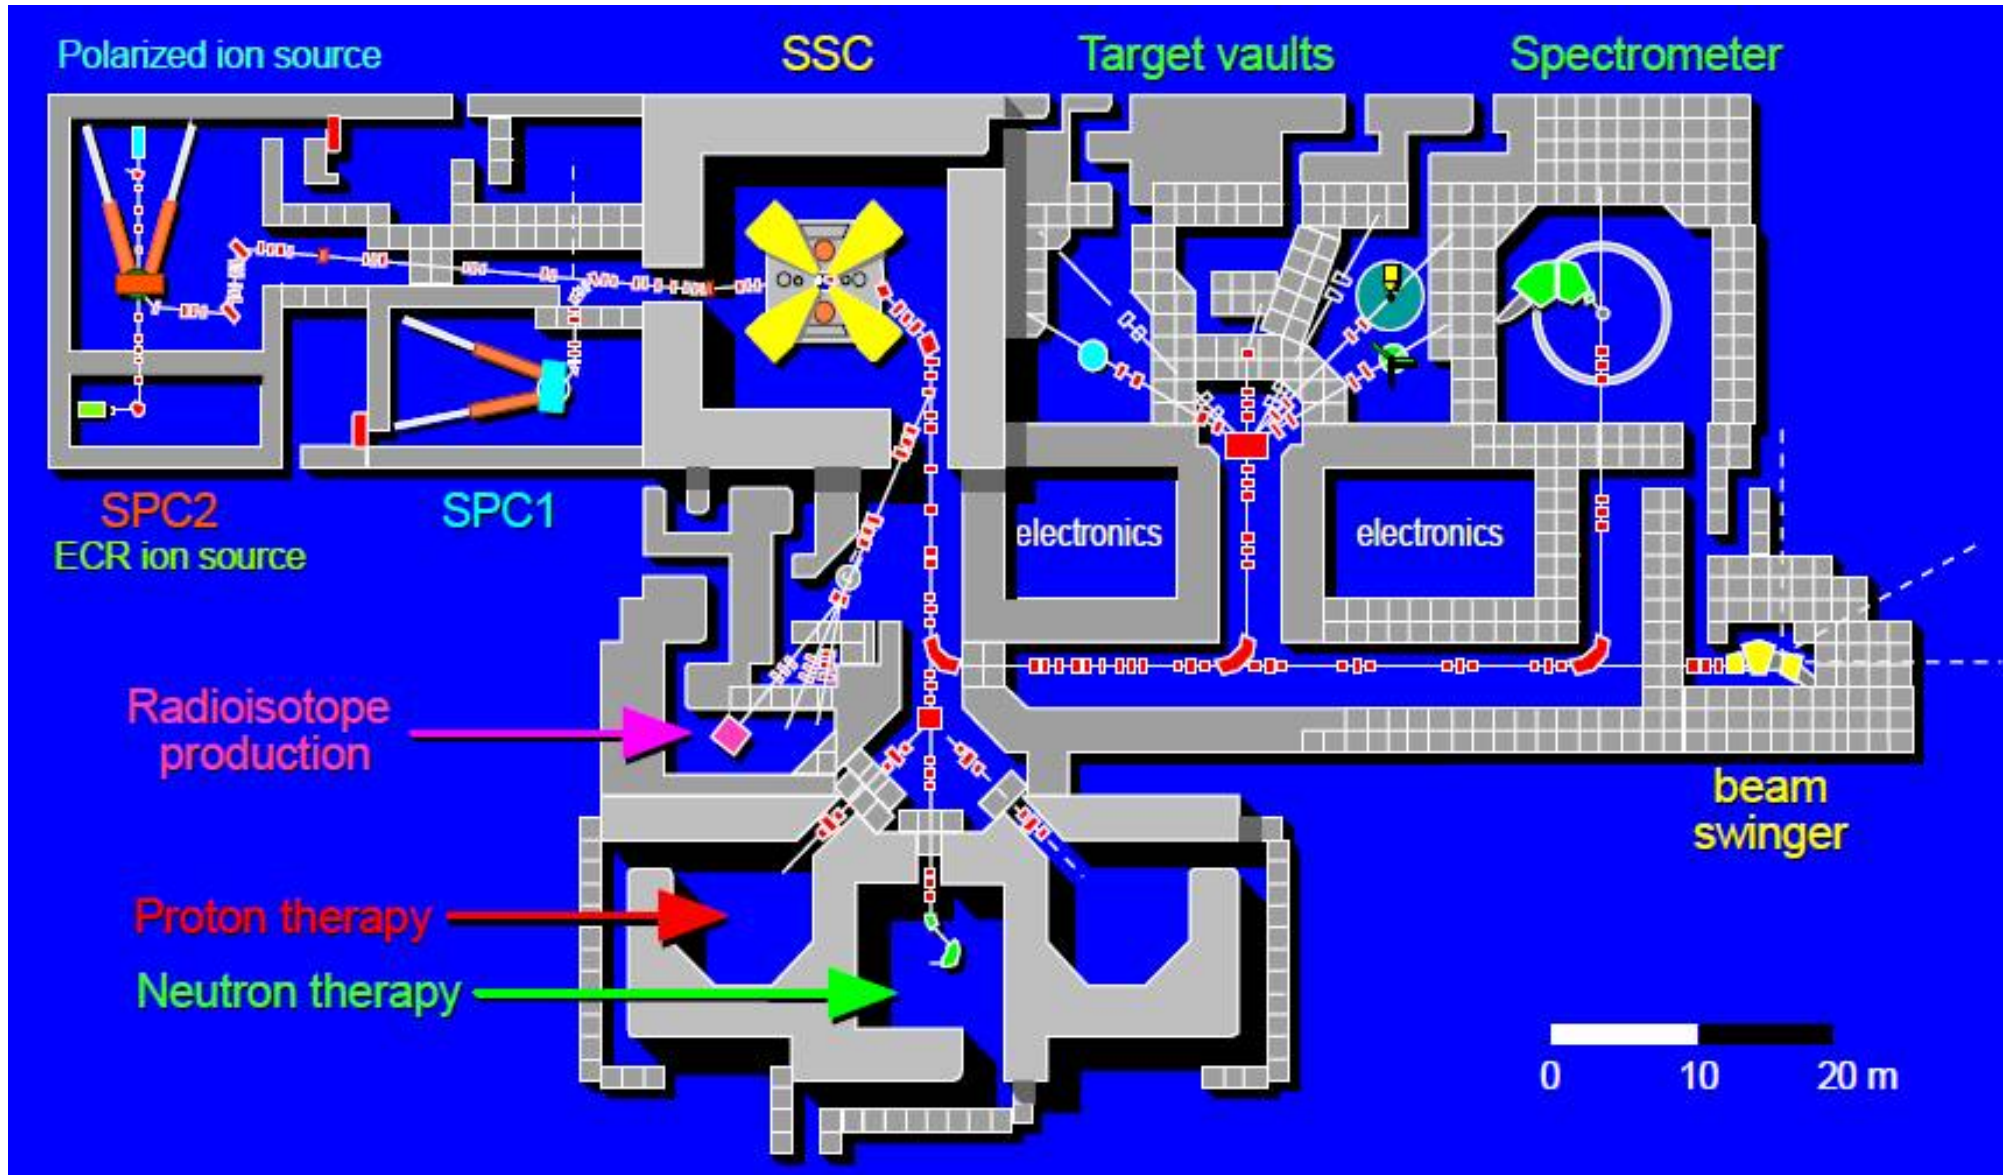 Polarized ion source
SSC
Target vaults
Spectrometer
SPC2
ECR ion source
SPC1
electronics
electronics
Radioisotope
production
beam
swinger
Proton therapy
Neutron therapy
0 10 20 m